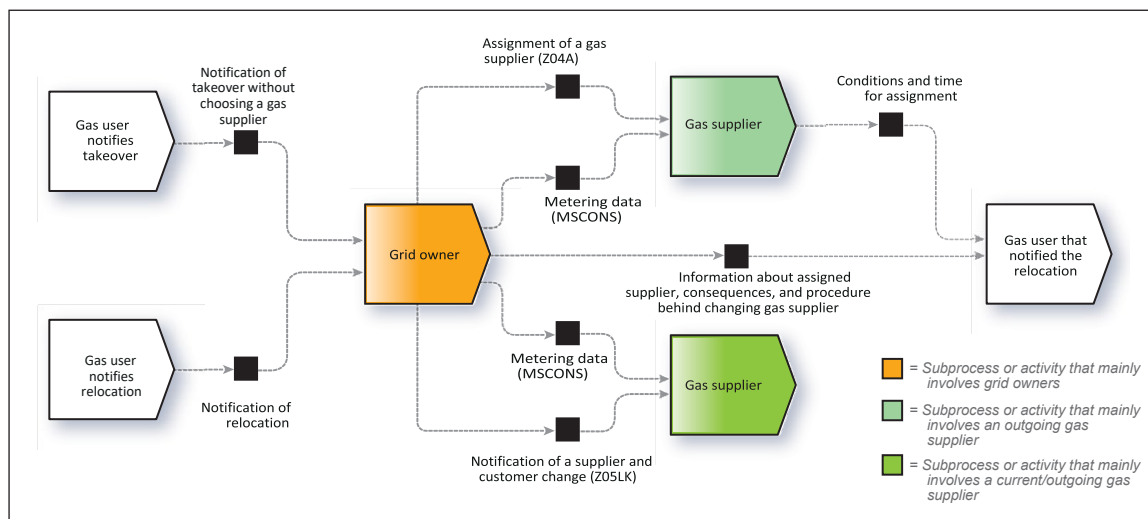 Gas user
notifies
takeover
Notification of
takeover without
choosing a gas
supplier
Assignment of a gas
supplier (Z04A)
Gas supplier
Conditions and time
for assignment
Metering data
(MSCONS)
Grid owner
Information about assigned
supplier, consequences, and procedure
behind changing gas supplier
Gas user that
notified the
relocation
Gas user
notifies
relocation
Notification of
relocation
Metering data
(MSCONS)
Gas supplier
Notification of a supplier and
customer change (Z05LK)
= Subprocess or activity that mainly
involves grid owners
= Subprocess or activity that mainly
involves an outgoing gas
supplier
= Subprocess or activity that mainly
involves a current/outgoing gas
supplier